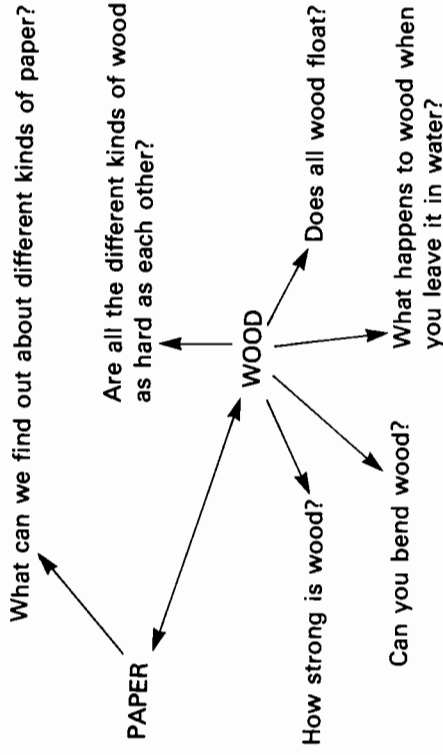 What can we find out about different kinds of paper?
PAPER
Are all the different kinds of wood
as hard as each other?
WOOD
How strong is wood?
Does all wood float?
Can you bend wood?
What happens to wood when
you leave it in water?